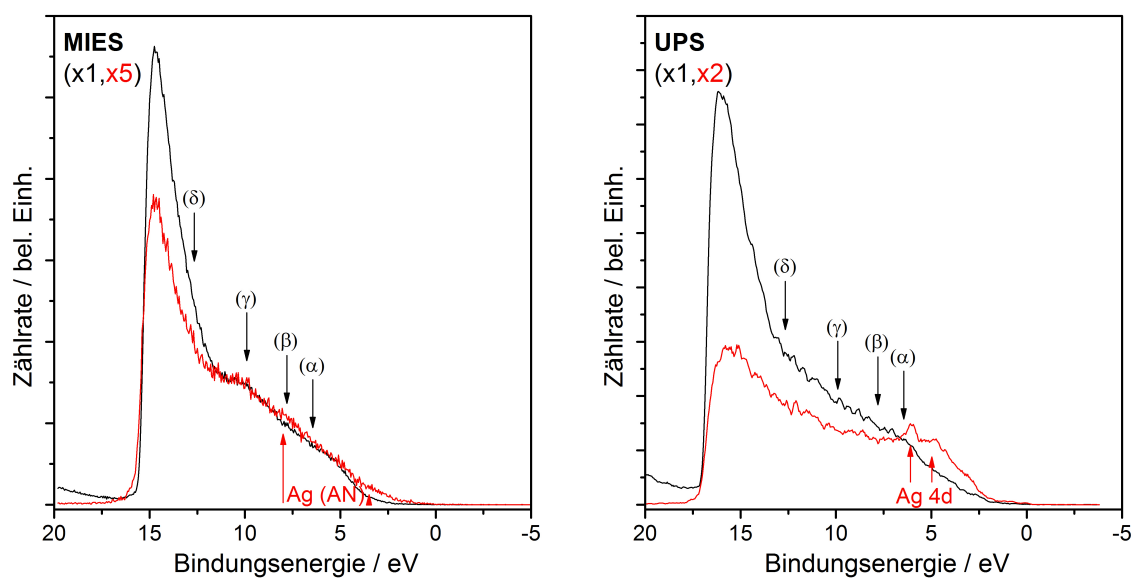 MIES
(x1,x5)
(δ)
(γ)
(β)
(α)
Ag (AN)
Zählrate / bel. Einh.
20 15 10 5 0 -5
Bindungsenergie / eV
UPS
(x1,x2)
(δ)
(γ)
(β)
(α)
Ag 4d
Zählrate / bel. Einh.
20 15 10 5 0 -5
Bindungsenergie / eV